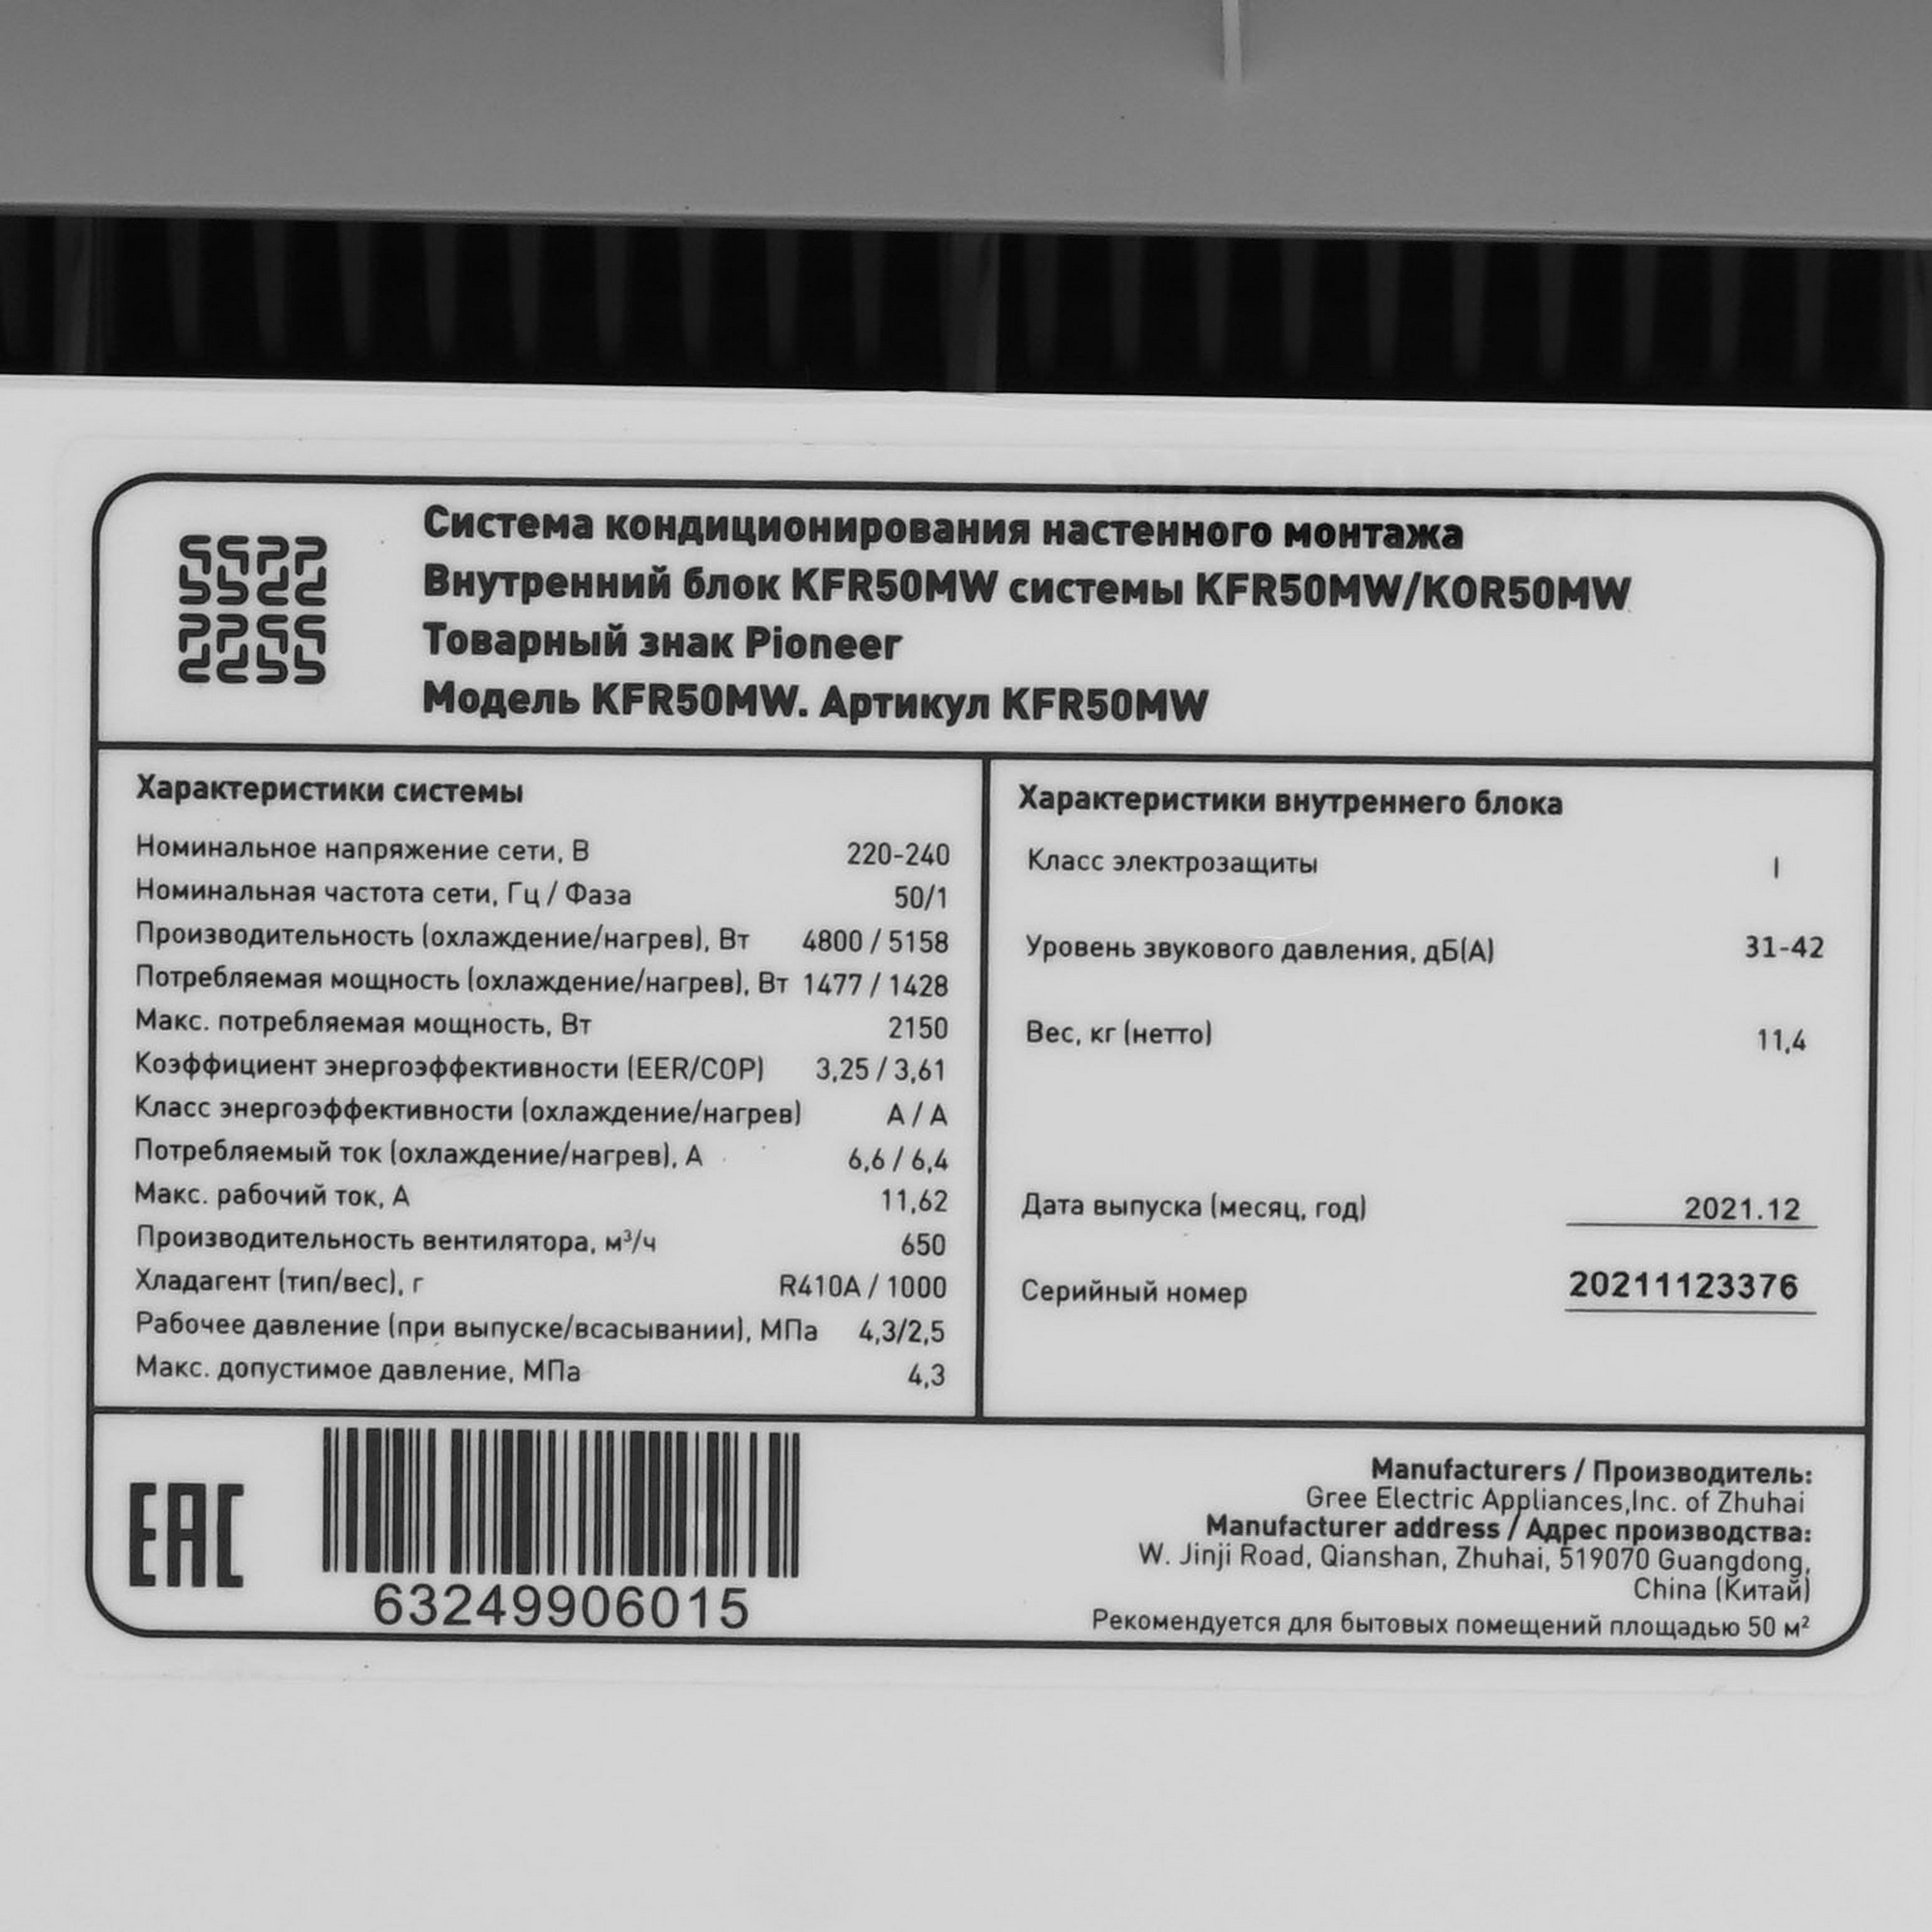 Система кондиционирования настенного монтажа
Внутренний блок KFR50MW системы KFR50MW/KOR50MW
Товарный знак Pioneer
Модель KFR50MW. Артикул KFR50MW
Характеристики системы
Номинальное напряжение сети, В 220-240
Номинальная частота сети, Гц / Фаза 50/1
Производительность (охлаждение/нагрев), Вт 4800 / 5158
Потребляемая мощность (охлаждение/нагрев), Вт 1477 / 1428
Макс. потребляемая мощность, Вт 2150
Коэффициент энергоэффективности (EER/COP) 3,25 / 3,61
Класс энергоэффективности (охлаждение/нагрев) A / A
Потребляемый ток (охлаждение/нагрев), А 6,6 / 6,4
Макс. рабочий ток, А 11,62
Производительность вентилятора, м³/ч 650
Хладагент (тип/вес), г R410A / 1000
Рабочее давление (при выпуске/всасывании), МПа 4,3/2,5
Макс. допустимое давление, МПа 4,3
Характеристики внутреннего блока
Класс электрозащиты I
Уровень звукового давления, дБ(А) 31-42
Вес, кг (нетто) 11,4
Дата выпуска (месяц, год) 2021.12
Серийный номер 20211123376
EAC
63249906015
Manufacturers / Производитель:
Gree Electric Appliances,Inc. of Zhuhai
Manufacturer address / Адрес производства:
W. Jinji Road, Qianshan, Zhuhai, 519070 Guangdong,
China (Китай)
Рекомендуется для бытовых помещений площадью 50 м²